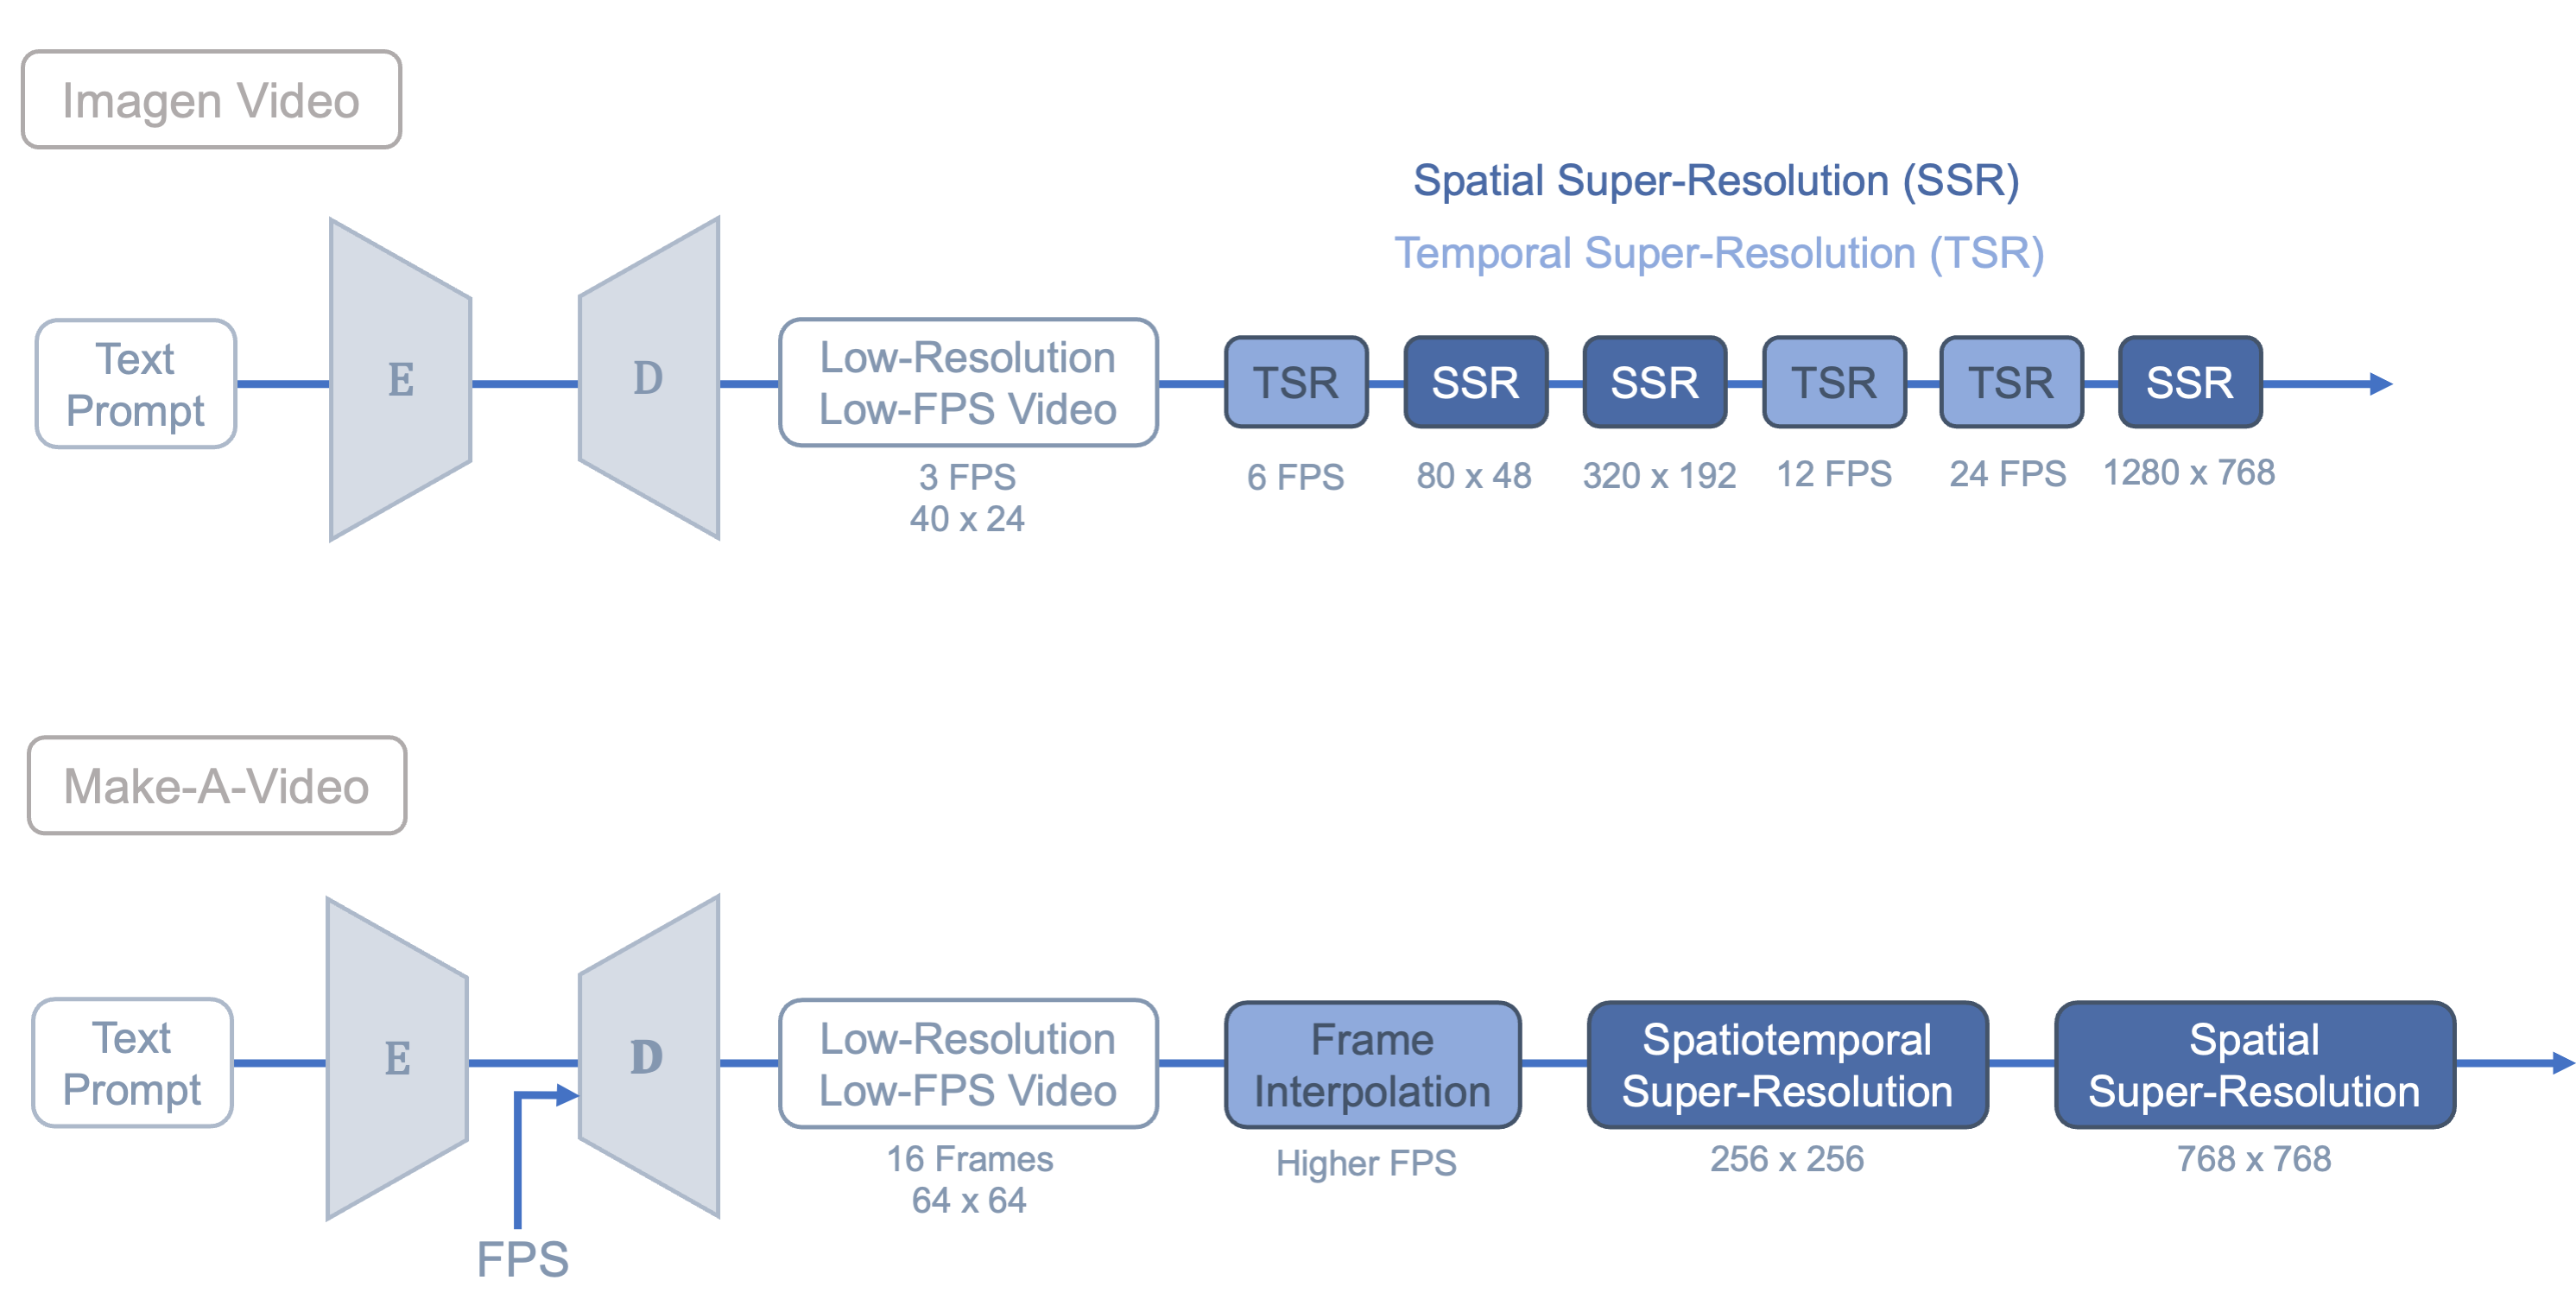 Imagen Video
Spatial Super-Resolution (SSR)
Temporal Super-Resolution (TSR)
Text
Prompt
E
D
Low-Resolution
Low-FPS Video
TSR
SSR
SSR
TSR
TSR
SSR
3 FPS
40 x 24
6 FPS
80 x 48
320 x 192
12 FPS
24 FPS
1280 x 768
Make-A-Video
Text
Prompt
E
D
FPS
Low-Resolution
Low-FPS Video
16 Frames
64 x 64
Frame
Interpolation
Higher FPS
Spatiotemporal
Super-Resolution
256 x 256
Spatial
Super-Resolution
768 x 768